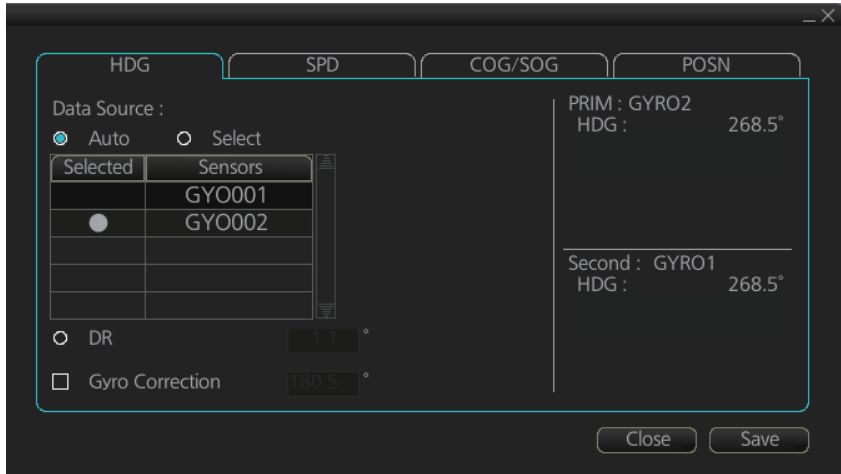 HDG SPD COG/SOG POSN
Data Source :
Auto Select
Selected Sensors
GYO001
GYO002
DR 1.1 °
Gyro Correction 180.5 °
PRIM : GYRO2
HDG : 268.5°
Second : GYRO1
HDG : 268.5°
Close Save